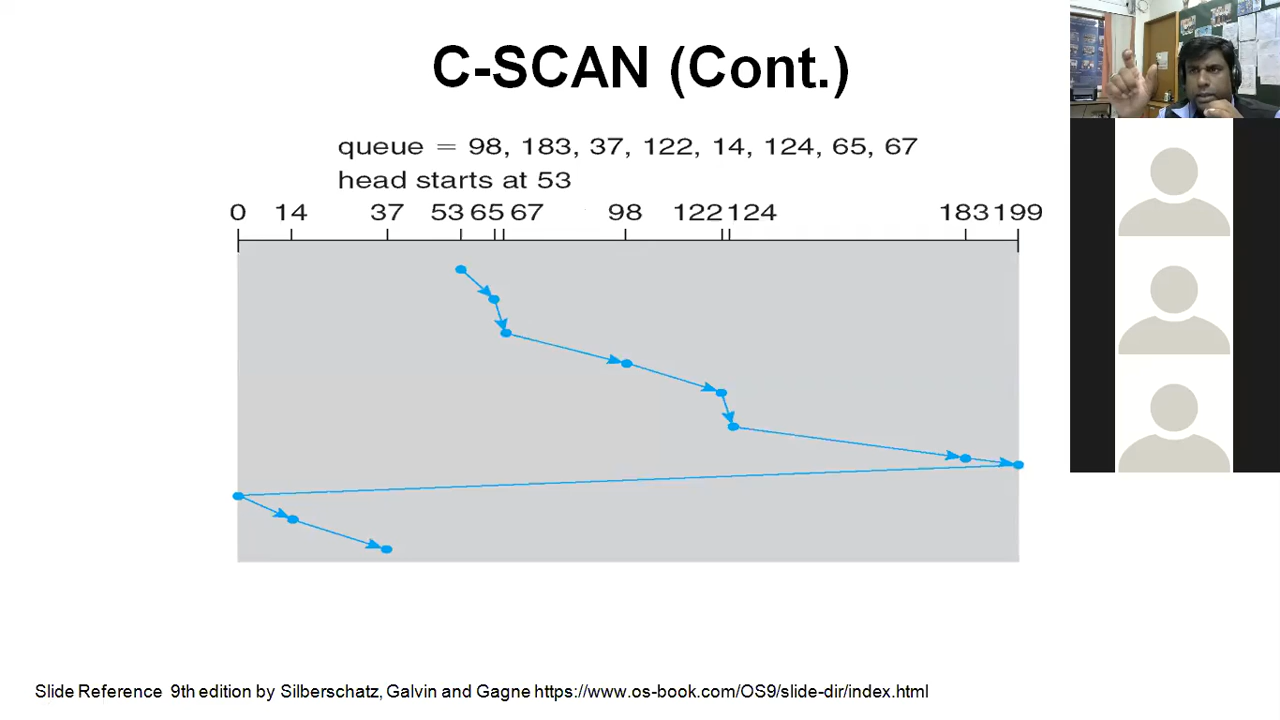 C-SCAN (Cont.)
queue = 98, 183, 37, 122, 14, 124, 65, 67
head starts at 53
0 14 37 53 65 67 98 122 124 183 199
Slide Reference 9th edition by Silberschatz, Galvin and Gagne https://www.os-book.com/OS9/slide-dir/index.html